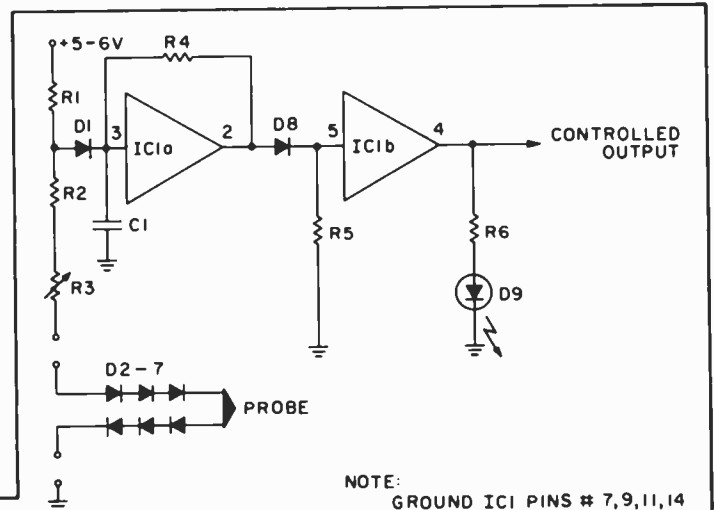 +5-6V
R4
R1
D1
3
IC1a
2
D8
5
IC1b
4
CONTROLLED
OUTPUT
R2
C1
R5
R6
R3
D9
D2-7
PROBE
NOTE:
GROUND IC1 PINS # 7,9,11,14